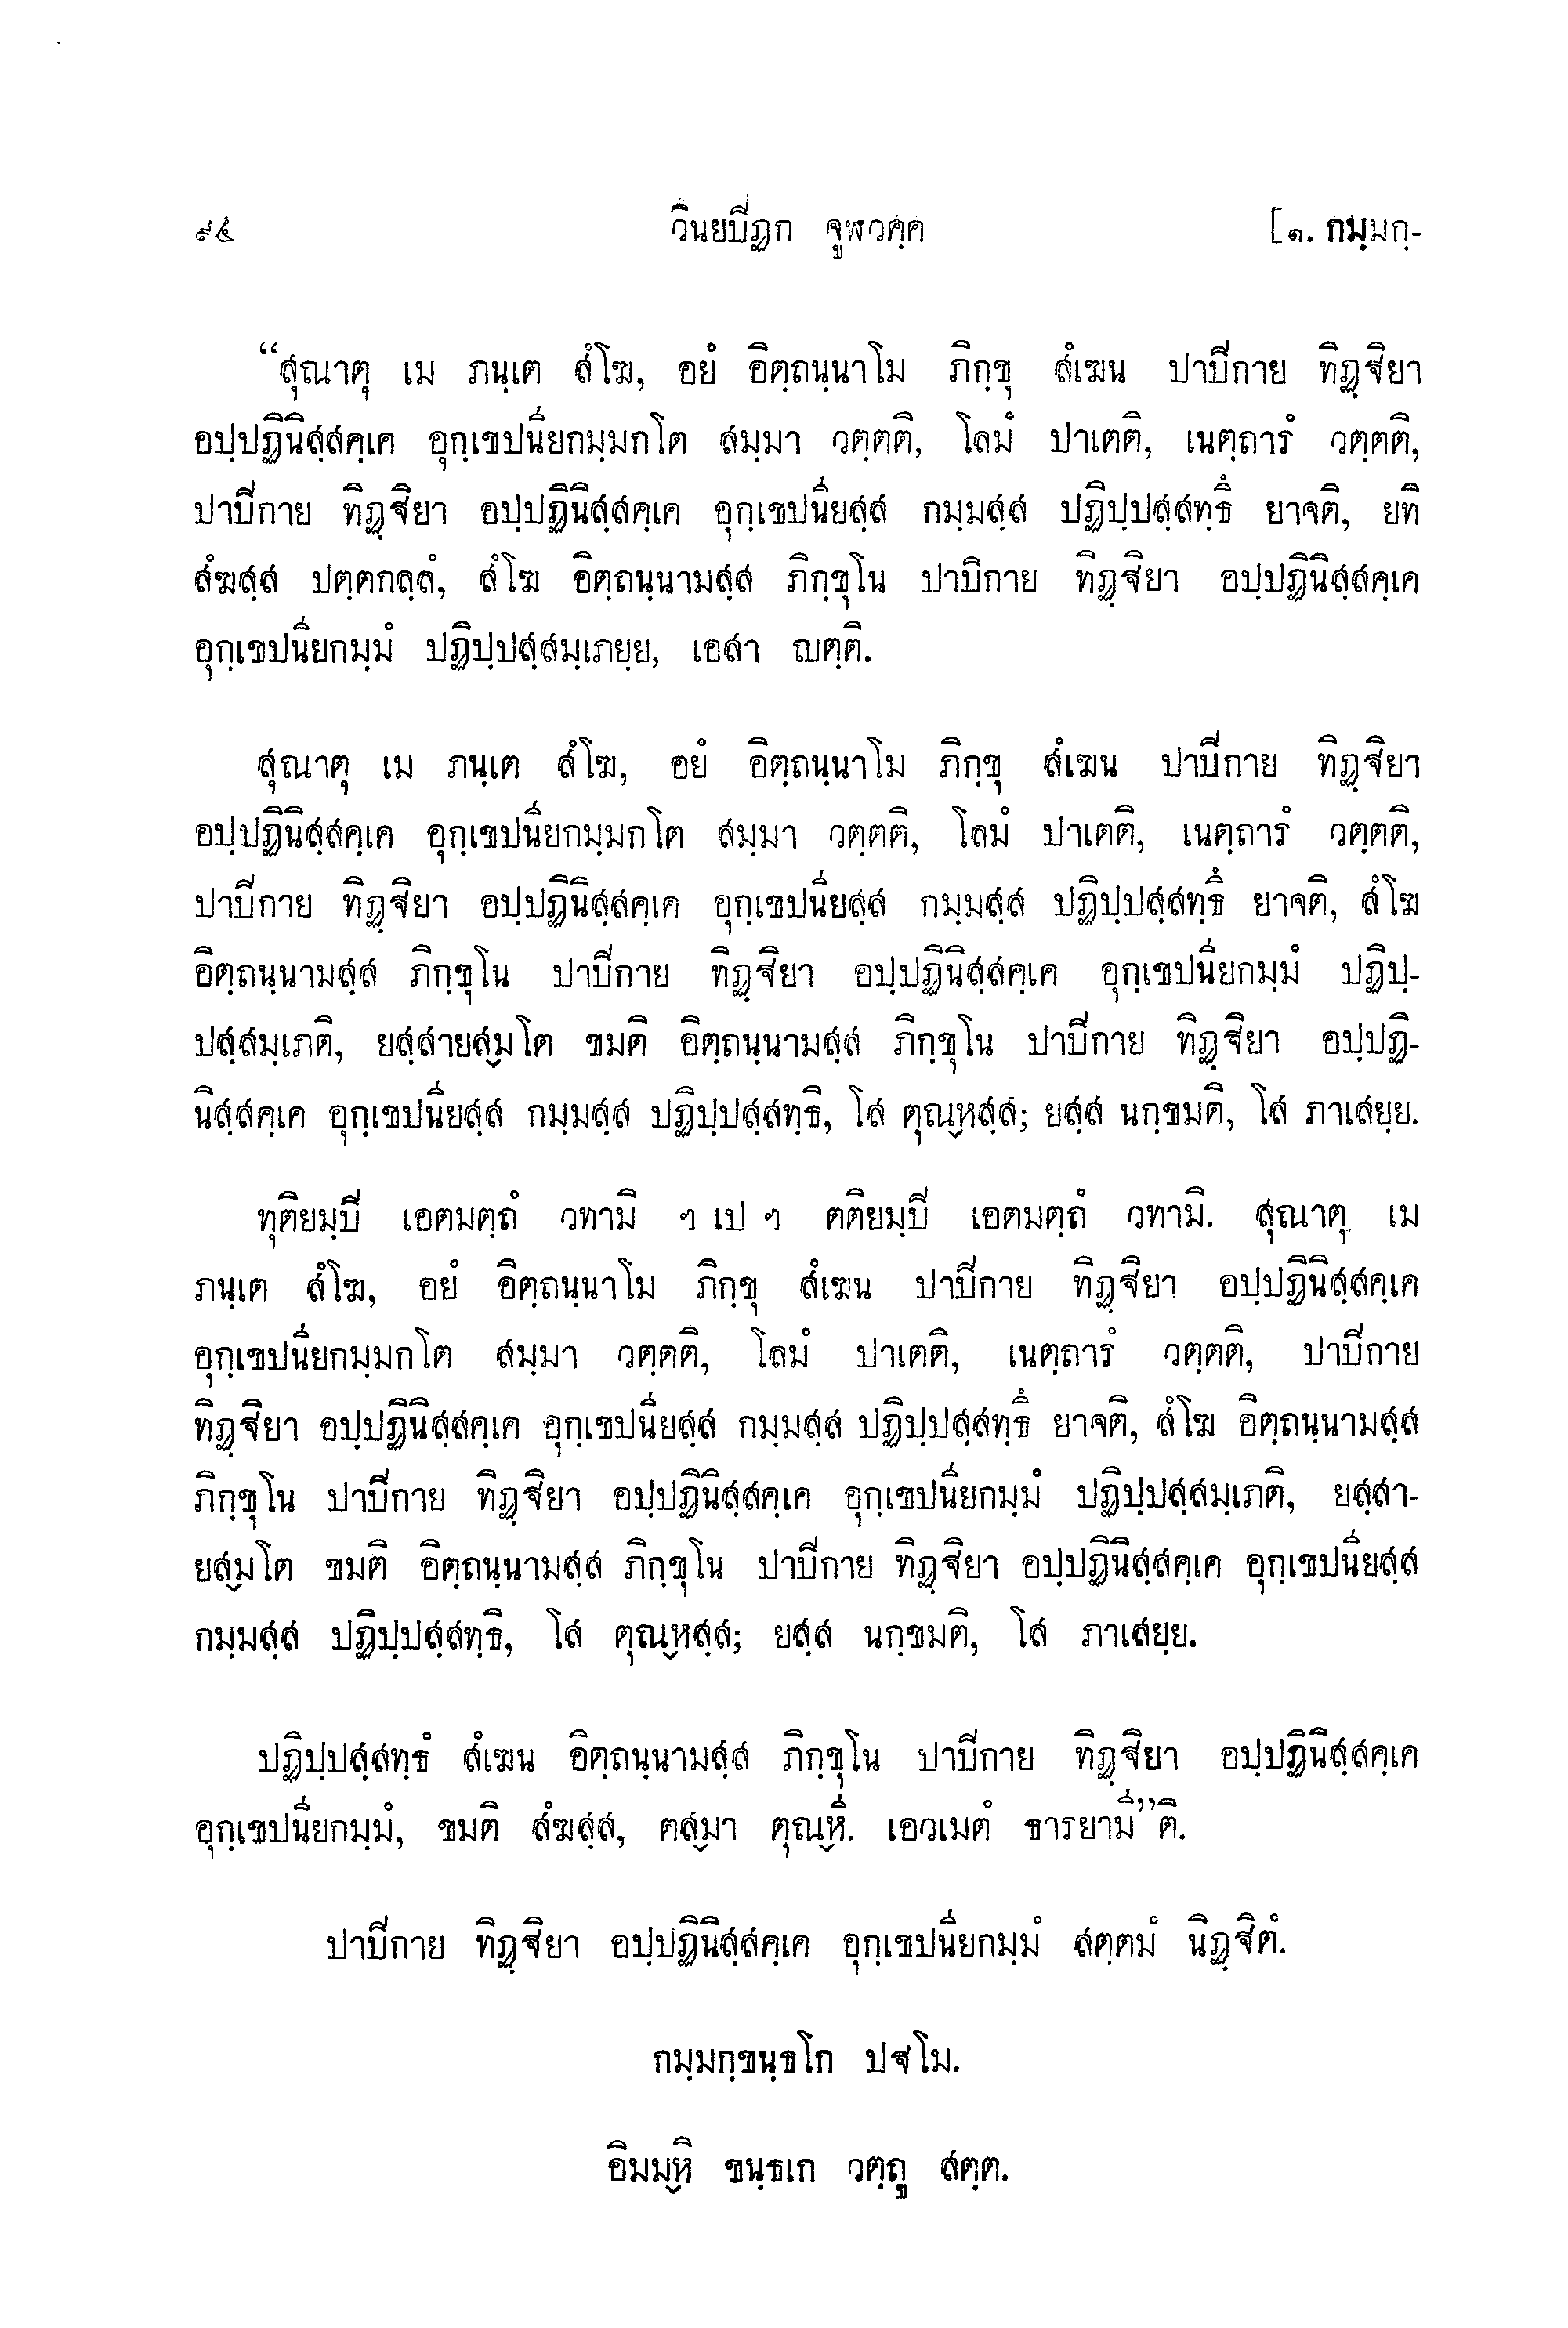 ๙๔ วินยปิฏก จูฬวคฺค [๑. กมฺมกฺ-
“สุณาตุ เม ภนฺเต สํโฆ, อยํ อิตฺถนฺนาโม ภิกฺขุ สํเฆน ปาปิกาย ทิฏฺฐิยา
อปฺปฏินิสฺสคฺเค อุกฺเขปนียกมฺมกโต สมฺมา วตฺตติ, โลมํ ปาเตติ, เนตฺถารํ วตฺตติ,
ปาปิกาย ทิฏฺฐิยา อปฺปฏินิสฺสคฺเค อุกฺเขปนียสฺส กมฺมสฺส ปฏิปฺปสฺสทฺธึ ยาจติ, ยทิ
สํฆสฺส ปตฺตกลฺลํ, สํโฆ อิตฺถนฺนามสฺส ภิกฺขุโน ปาปิกาย ทิฏฺฐิยา อปฺปฏินิสฺสคฺเค
อุกฺเขปนียกมฺมํ ปฏิปฺปสฺสมฺเภยฺย, เอสา ญตฺติ.
สุณาตุ เม ภนฺเต สํโฆ, อยํ อิตฺถนฺนาโม ภิกฺขุ สํเฆน ปาปิกาย ทิฏฺฐิยา
อปฺปฏินิสฺสคฺเค อุกฺเขปนียกมฺมกโต สมฺมา วตฺตติ, โลมํ ปาเตติ, เนตฺถารํ วตฺตติ,
ปาปิกาย ทิฏฺฐิยา อปฺปฏินิสฺสคฺเค อุกฺเขปนียสฺส กมฺมสฺส ปฏิปฺปสฺสทฺธึ ยาจติ, สํโฆ
อิตฺถนฺนามสฺส ภิกฺขุโน ปาปิกาย ทิฏฺฐิยา อปฺปฏินิสฺสคฺเค อุกฺเขปนียกมฺมํ ปฏิปฺ-
ปสฺสมฺเภติ, ยสฺสายสฺมโต ขมติ อิตฺถนฺนามสฺส ภิกฺขุโน ปาปิกาย ทิฏฺฐิยา อปฺปฏิ-
นิสฺสคฺเค อุกฺเขปนียสฺส กมฺมสฺส ปฏิปฺปสฺสทฺธิ, โส ตุณฺหสฺส; ยสฺส นกฺขมติ, โส ภาเสยฺย.
ทุติยมฺปิ เอตมตฺถํ วทามิ ฯ เป ฯ ตติยมฺปิ เอตมตฺถํ วทามิ. สุณาตุ เม
ภนฺเต สํโฆ, อยํ อิตฺถนฺนาโม ภิกฺขุ สํเฆน ปาปิกาย ทิฏฺฐิยา อปฺปฏินิสฺสคฺเค
อุกฺเขปนียกมฺมกโต สมฺมา วตฺตติ, โลมํ ปาเตติ, เนตฺถารํ วตฺตติ, ปาปิกาย
ทิฏฺฐิยา อปฺปฏินิสฺสคฺเค อุกฺเขปนียสฺส กมฺมสฺส ปฏิปฺปสฺสทฺธึ ยาจติ, สํโฆ อิตฺถนฺนามสฺส
ภิกฺขุโน ปาปิกาย ทิฏฺฐิยา อปฺปฏินิสฺสคฺเค อุกฺเขปนียกมฺมํ ปฏิปฺปสฺสมฺเภติ, ยสฺสา-
ยสฺมโต ขมติ อิตฺถนฺนามสฺส ภิกฺขุโน ปาปิกาย ทิฏฺฐิยา อปฺปฏินิสฺสคฺเค อุกฺเขปนียสฺส
กมฺมสฺส ปฏิปฺปสฺสทฺธิ, โส ตุณฺหสฺส; ยสฺส นกฺขมติ, โส ภาเสยฺย.
ปฏิปฺปสฺสทฺธํ สํเฆน อิตฺถนฺนามสฺส ภิกฺขุโน ปาปิกาย ทิฏฺฐิยา อปฺปฏินิสฺสคฺเค
อุกฺเขปนียกมฺมํ, ขมติ สํฆสฺส, ตสฺมา ตุณฺหี. เอวเมตํ ธารยามี”ติ.
ปาปิกาย ทิฏฺฐิยา อปฺปฏินิสฺสคฺเค อุกฺเขปนียกมฺมํ สตฺตมํ นิฏฺฐิตํ.
กมฺมกฺขนฺธโก ปฐโม.
อิมมฺหิ ขนฺธเก วตฺถู สตฺต.